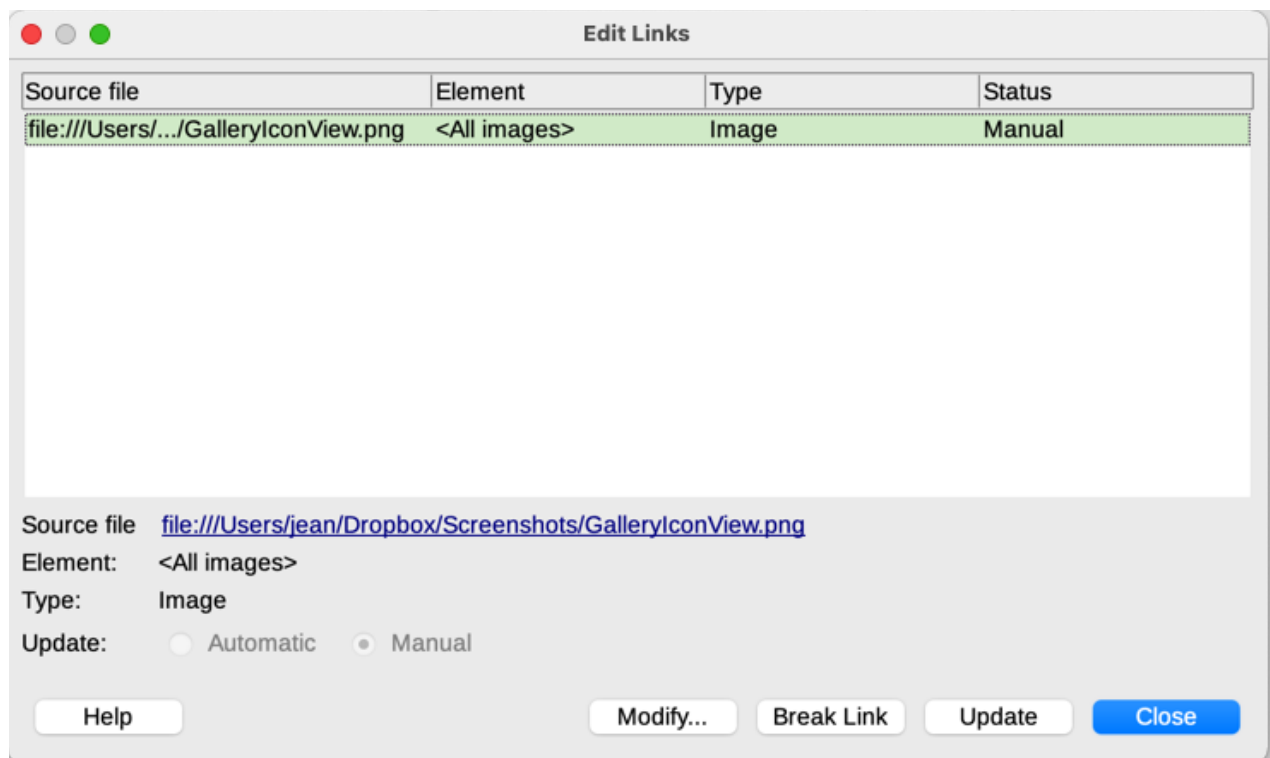 Edit Links
Source file Element Type Status
file:///Users/.../GalleryIconView.png <All images> Image Manual
Source file file:///Users/jean/Dropbox/Screenshots/GalleryIconView.png
Element: <All images>
Type: Image
Update: Automatic Manual
Help Modify... Break Link Update Close